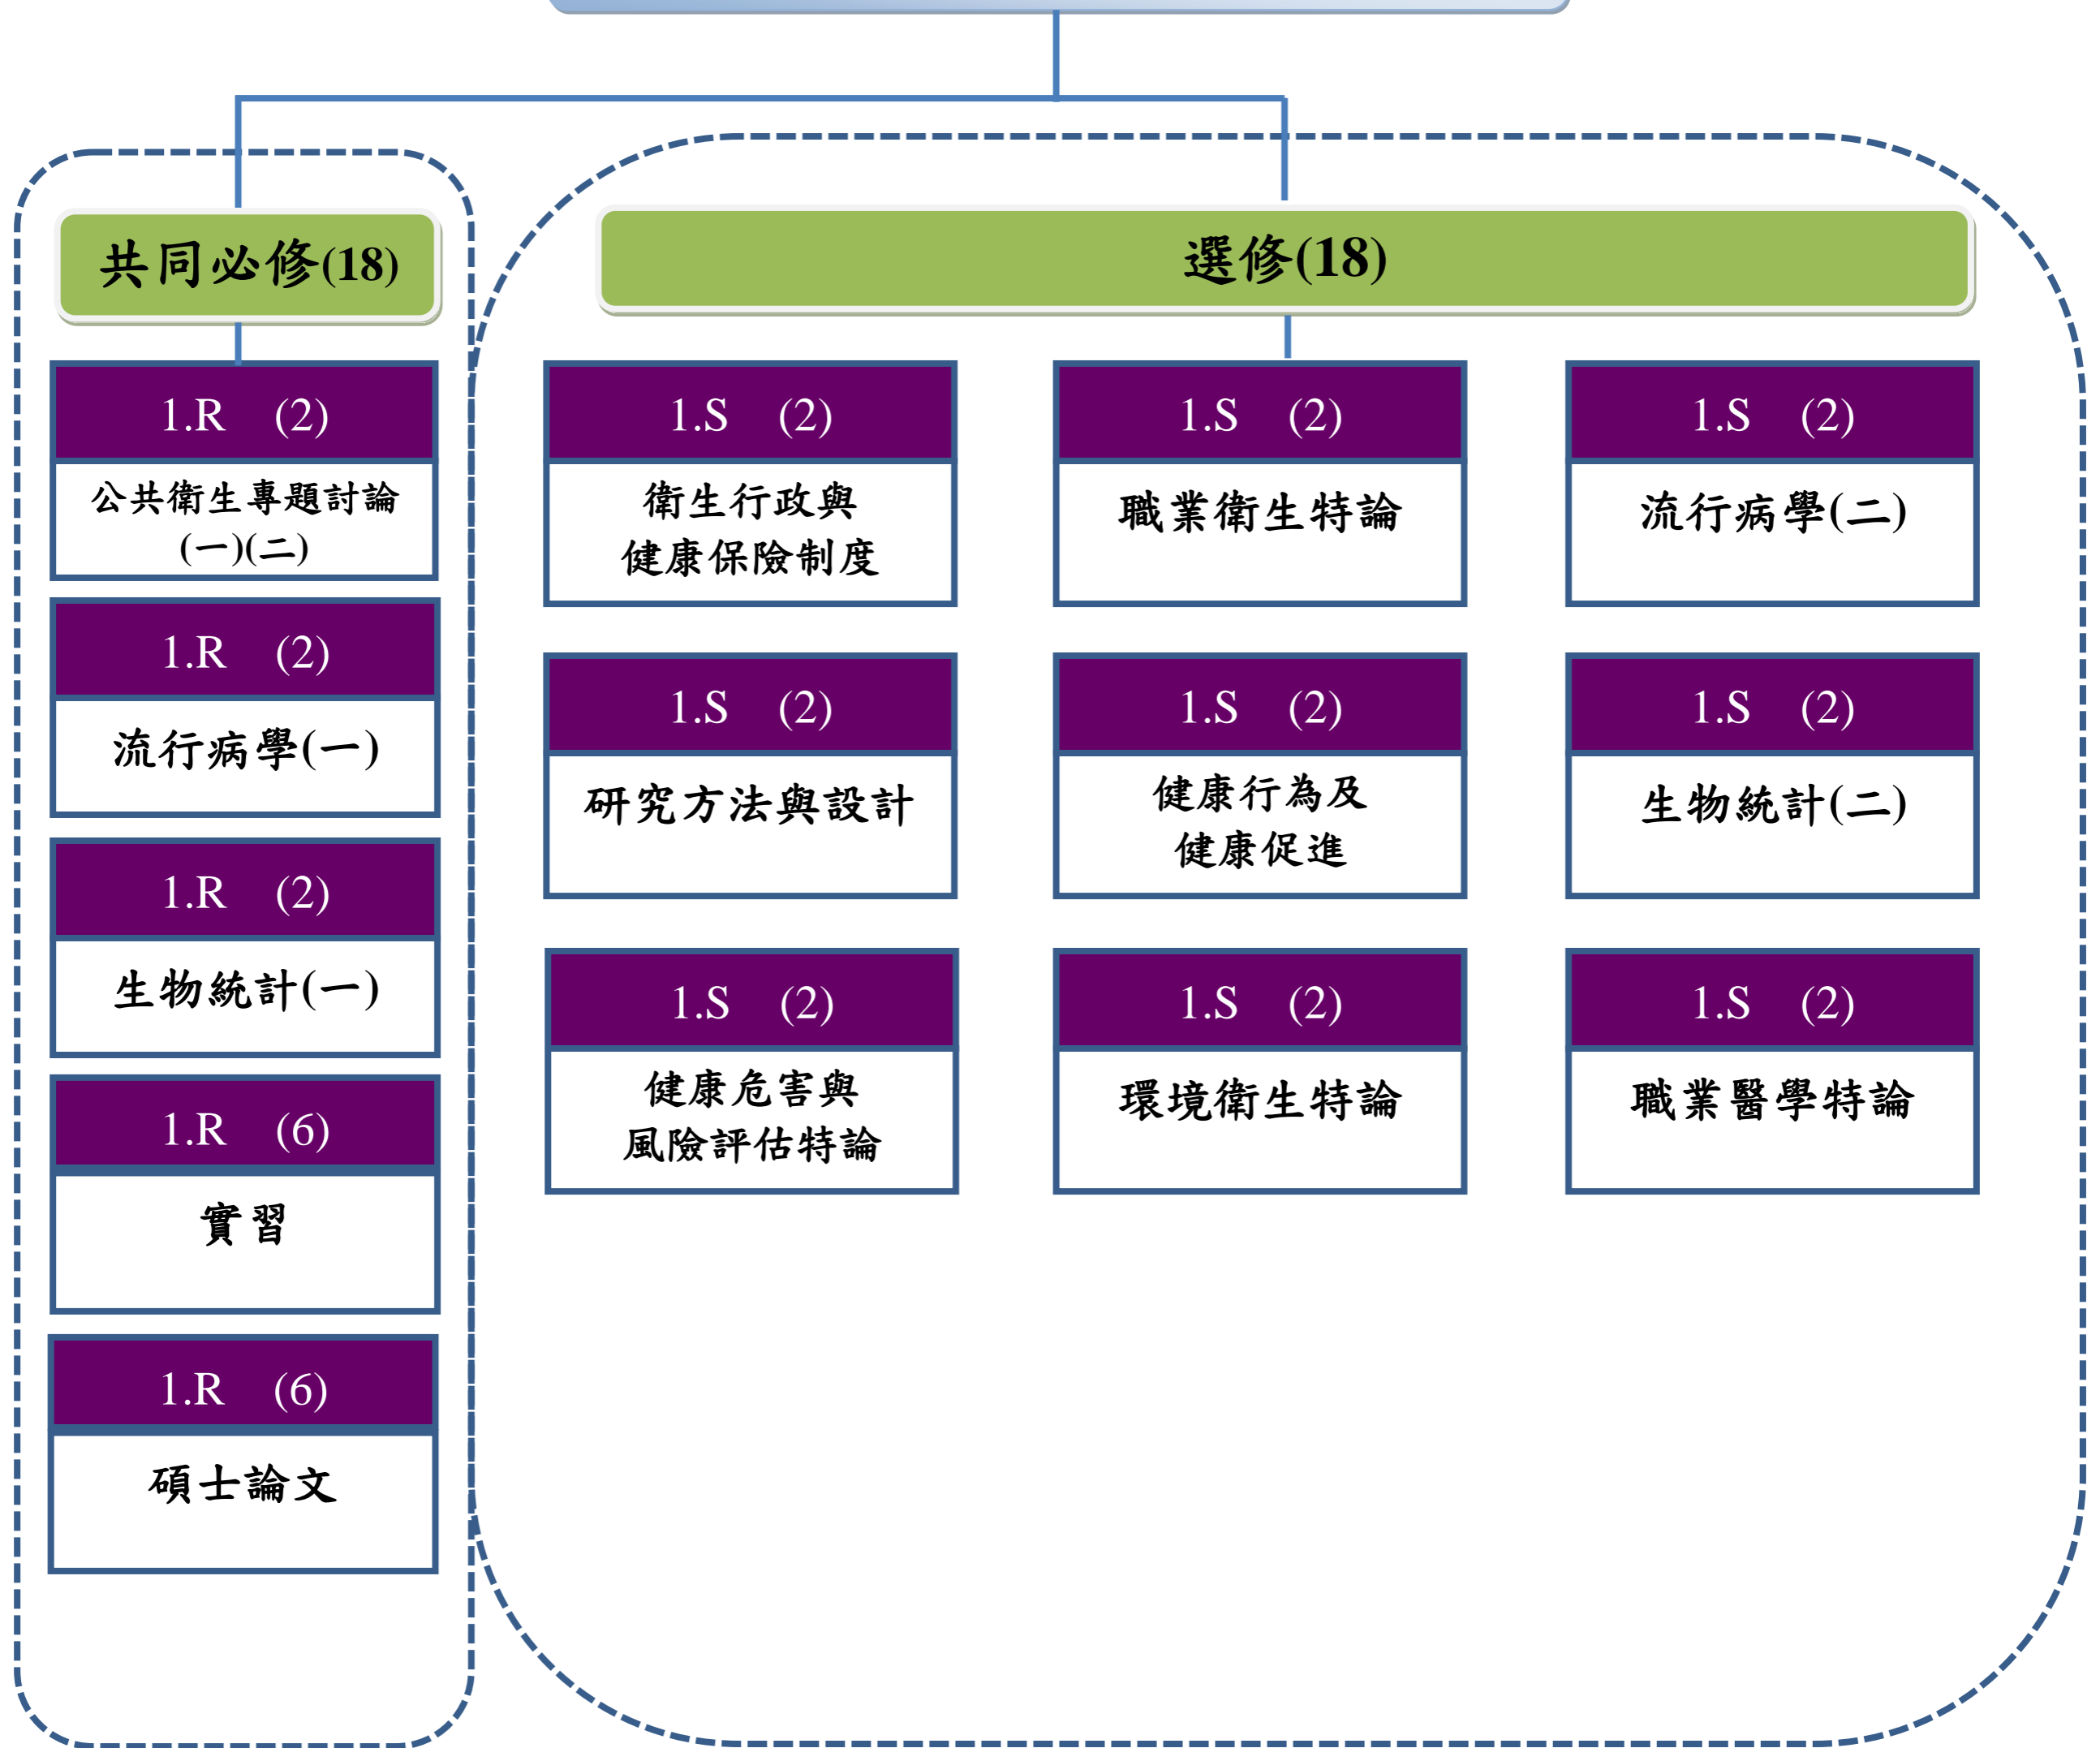 共同必修(18)
選修(18)
1.R (2)
公共衛生專題討論
(一)(二)
1.R (2)
流行病學(一)
1.R (2)
生物統計(一)
1.R (6)
實習
1.R (6)
碩士論文
1.S (2)
衛生行政與
健康保險制度
1.S (2)
職業衛生特論
1.S (2)
流行病學(二)
1.S (2)
研究方法與設計
1.S (2)
健康行為及
健康促進
1.S (2)
生物統計(二)
1.S (2)
健康危害與
風險評估特論
1.S (2)
環境衛生特論
1.S (2)
職業醫學特論